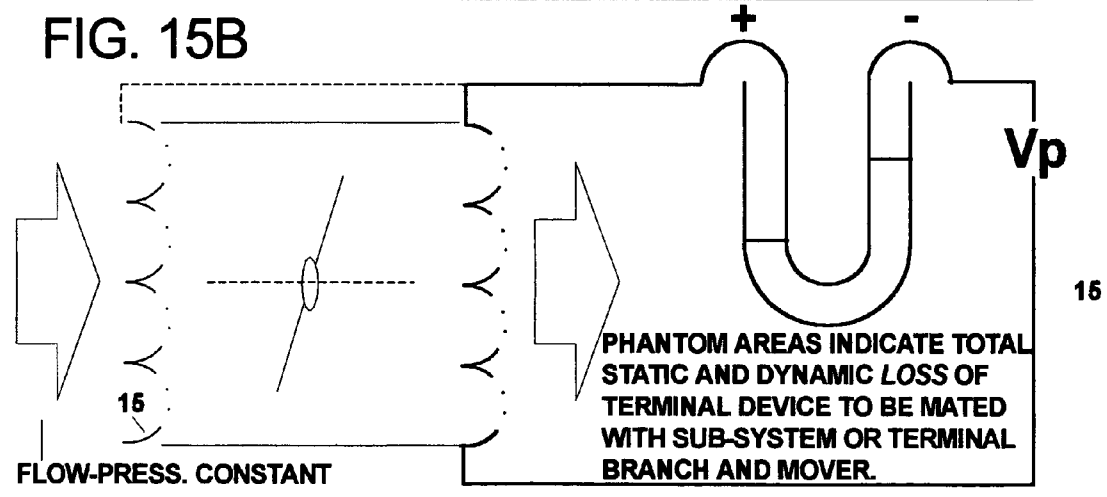 FIG. 15B
+ -
Vp
15
PHANTOM AREAS INDICATE TOTAL
STATIC AND DYNAMIC LOSS OF
TERMINAL DEVICE TO BE MATED
WITH SUB-SYSTEM OR TERMINAL
BRANCH AND MOVER.
15
FLOW-PRESS. CONSTANT